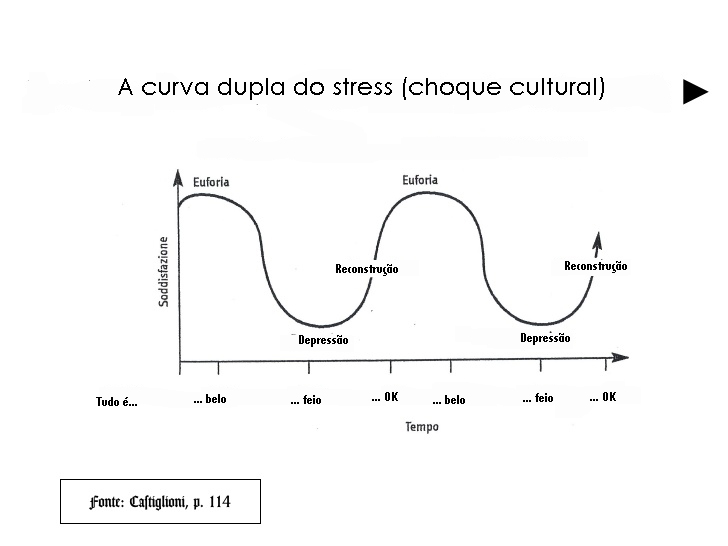 A curva dupla do stress (choque cultural)
Euforia
Euforia
Soddisfazione
Reconstrução
Reconstrução
Depressão
Depressão
Tudo é... ... belo ... feio ... OK ... belo ... feio ... OK
Tempo
Fonte: Castiglioni, p. 114